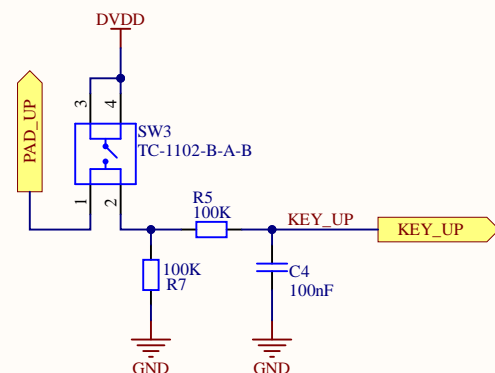 DVDD
PAD_UP
3
4
SW3
TC-1102-B-A-B
1
2
R5
100K
KEY_UP
KEY_UP
100K
R7
C4
100nF
GND
GND